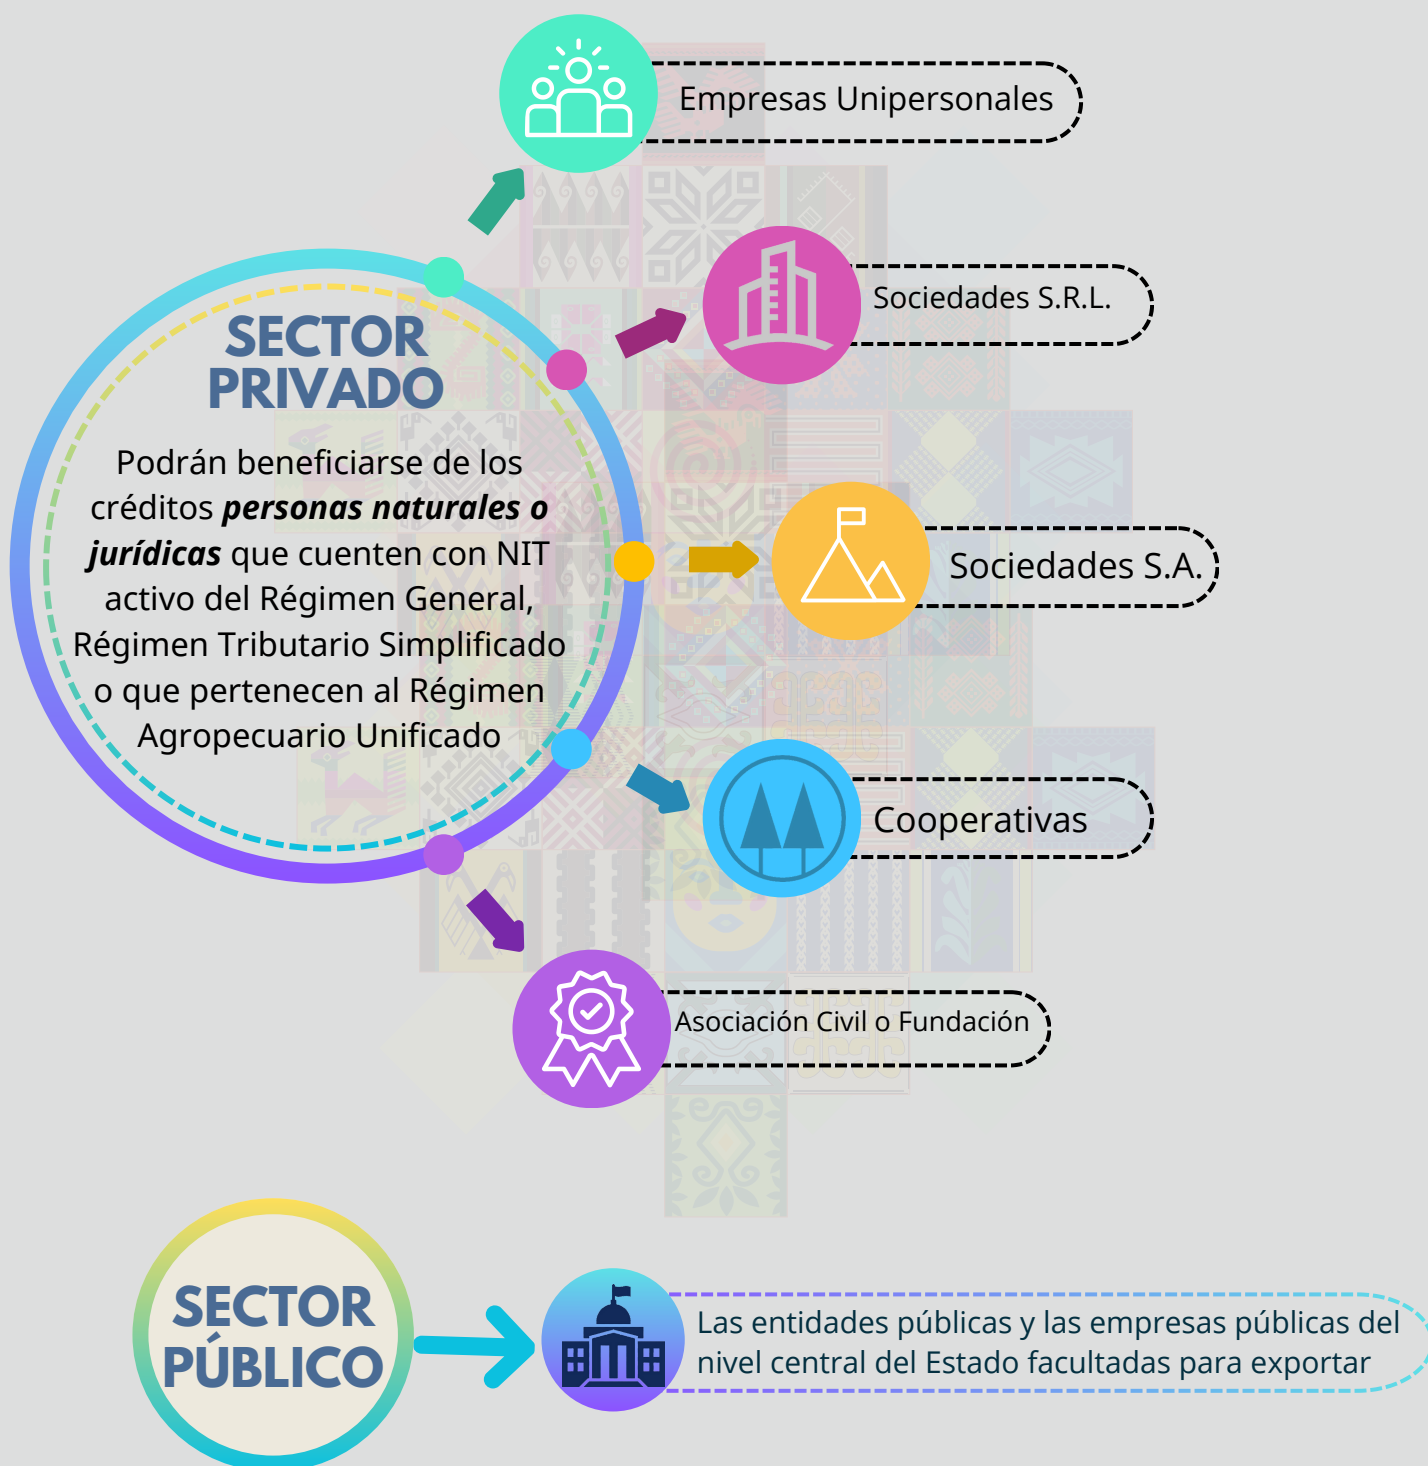 Empresas Unipersonales
Sociedades S.R.L.
SECTOR
PRIVADO
Podrán beneficiarse de los
créditos personas naturales o
jurídicas que cuenten con NIT
activo del Régimen General,
Régimen Tributario Simplificado
o que pertenecen al Régimen
Agropecuario Unificado
Sociedades S.A.
Cooperativas
Asociación Civil o Fundación
SECTOR
PÚBLICO
Las entidades públicas y las empresas públicas del
nivel central del Estado facultadas para exportar